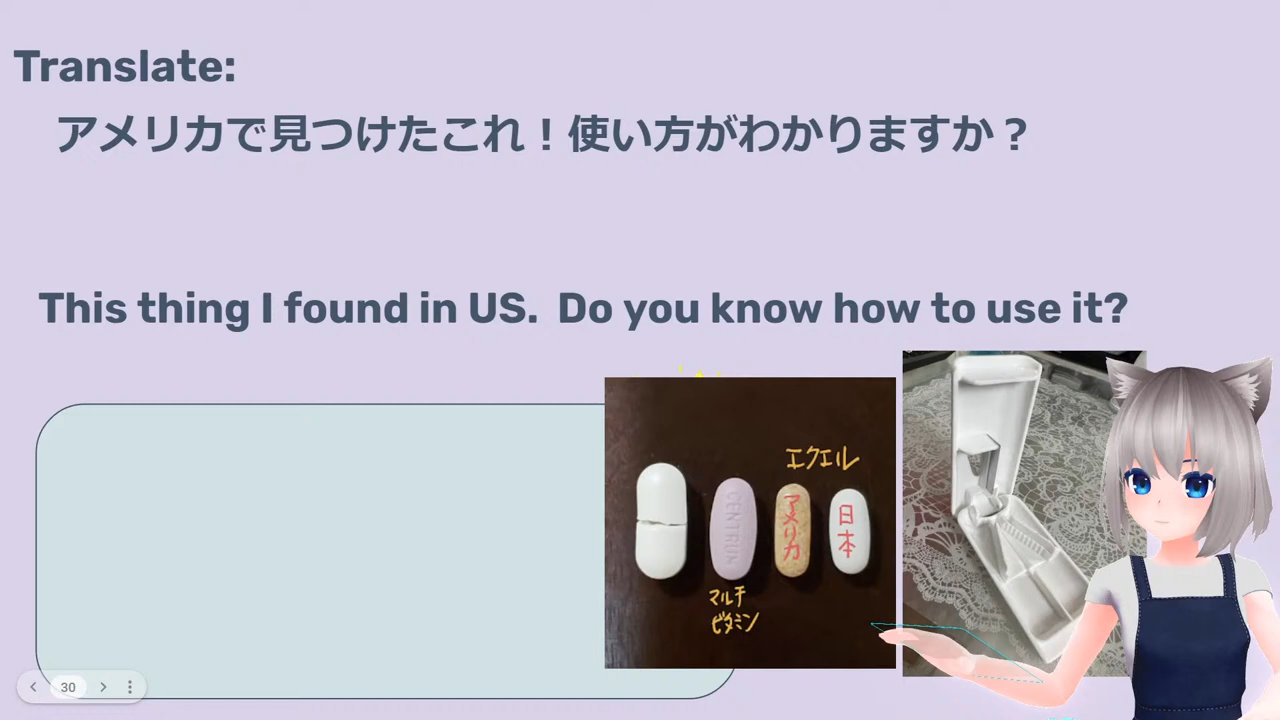 Translate:
アメリカで見つけたこれ！使い方がわかりますか？
This thing I found in US.  Do you know how to use it?
エクエル
CENTRUM
アメリカ
日本
マルチ
ビタミン
30